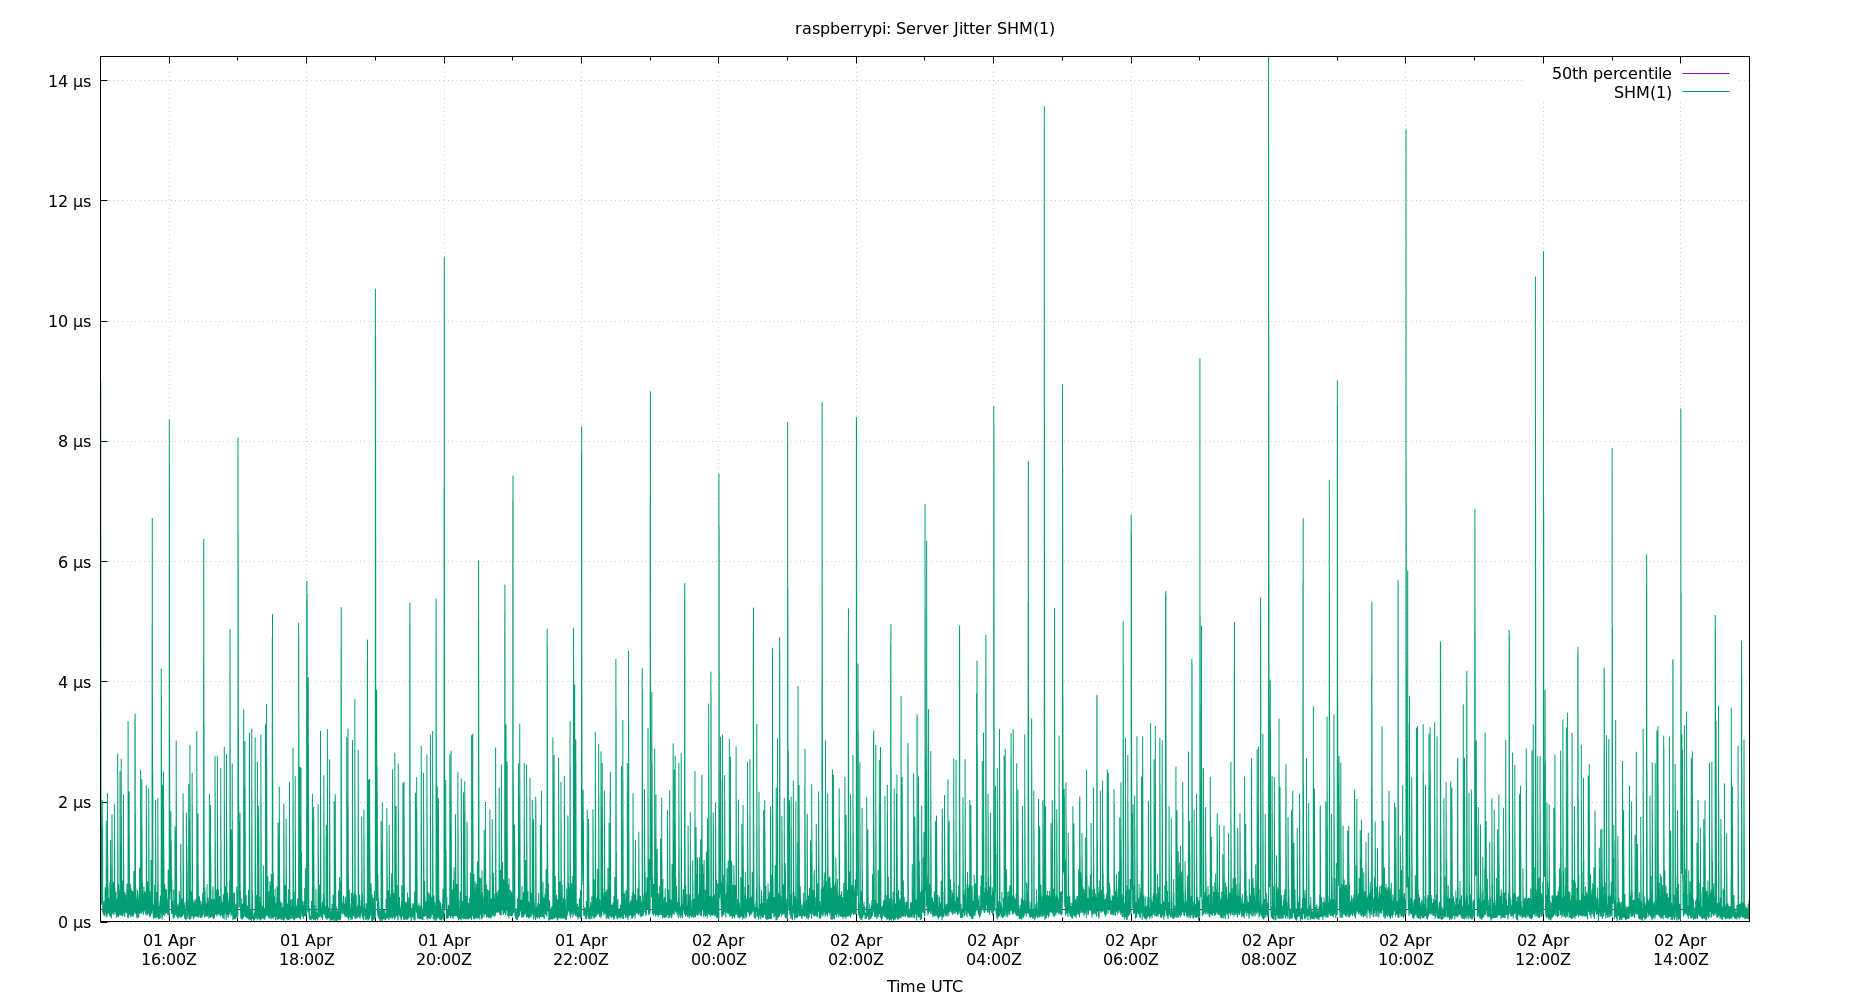 raspberrypi: Server Jitter SHM(1)
50th percentile
SHM(1)
14 µs
12 µs
10 µs
8 µs
6 µs
4 µs
2 µs
0 µs
01 Apr 01 Apr 01 Apr 01 Apr 02 Apr 02 Apr 02 Apr 02 Apr 02 Apr 02 Apr 02 Apr 02 Apr
16:00Z 18:00Z 20:00Z 22:00Z 00:00Z 02:00Z 04:00Z 06:00Z 08:00Z 10:00Z 12:00Z 14:00Z
Time UTC